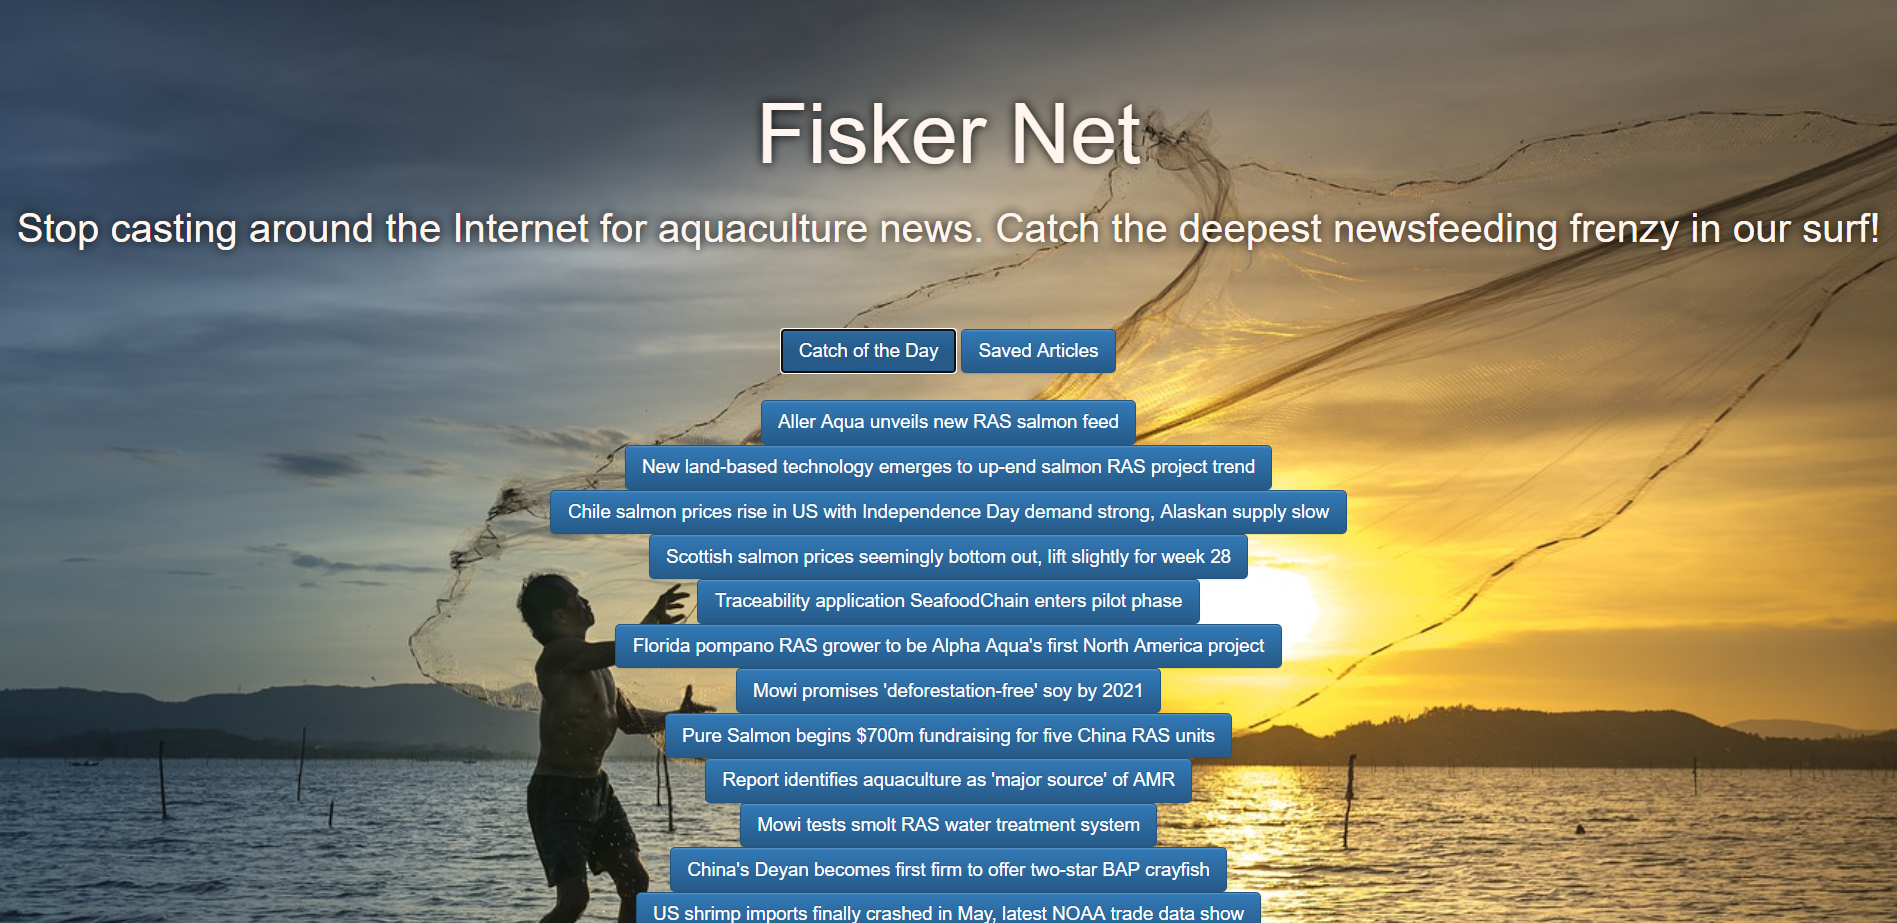 Fisker Net
Stop casting around the Internet for aquaculture news. Catch the deepest newsfeeding frenzy in our surf!
Catch of the Day Saved Articles
Aller Aqua unveils new RAS salmon feed
New land-based technology emerges to up-end salmon RAS project trend
Chile salmon prices rise in US with Independence Day demand strong, Alaskan supply slow
Scottish salmon prices seemingly bottom out, lift slightly for week 28
Traceability application SeafoodChain enters pilot phase
Florida pompano RAS grower to be Alpha Aqua's first North America project
Mowi promises 'deforestation-free' soy by 2021
Pure Salmon begins $700m fundraising for five China RAS units
Report identifies aquaculture as 'major source' of AMR
Mowi tests smolt RAS water treatment system
China's Deyan becomes first firm to offer two-star BAP crayfish
US shrimp imports finally crashed in May, latest NOAA trade data show